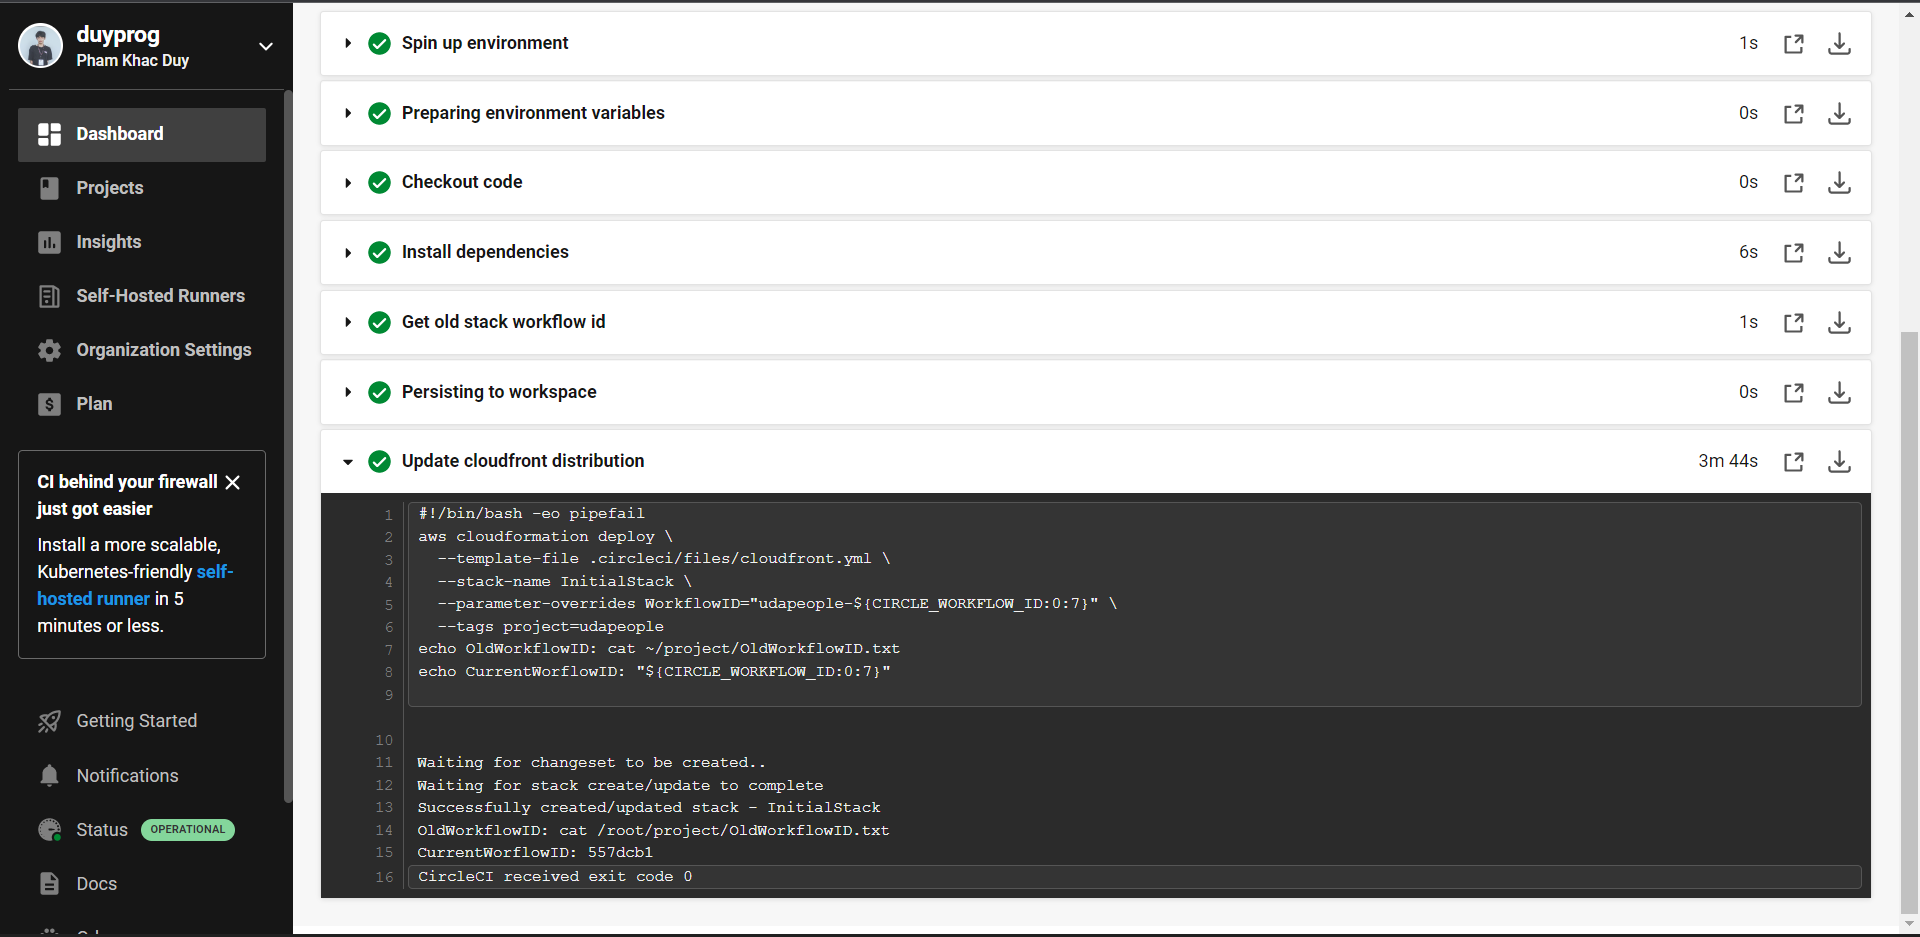 duyprog
Pham Khac Duy
Dashboard
Projects
Insights
Self-Hosted Runners
Organization Settings
Plan
CI behind your firewall
just got easier
Install a more scalable,
Kubernetes-friendly self-
hosted runner in 5
minutes or less.
Getting Started
Notifications
Status OPERATIONAL
Docs
Spin up environment 1s
Preparing environment variables 0s
Checkout code 0s
Install dependencies 6s
Get old stack workflow id 1s
Persisting to workspace 0s
Update cloudfront distribution 3m 44s
1 #!/bin/bash -eo pipefail
2 aws cloudformation deploy \
3 --template-file .circleci/files/cloudfront.yml \
4 --stack-name InitialStack \
5 --parameter-overrides WorkflowID="udapeople-${CIRCLE_WORKFLOW_ID:0:7}" \
6 --tags project=udapeople
7 echo OldWorkflowID: cat ~/project/OldWorkflowID.txt
8 echo CurrentWorflowID: "${CIRCLE_WORKFLOW_ID:0:7}"
9
10
11 Waiting for changeset to be created..
12 Waiting for stack create/update to complete
13 Successfully created/updated stack - InitialStack
14 OldWorkflowID: cat /root/project/OldWorkflowID.txt
15 CurrentWorflowID: 557dcb1
16 CircleCI received exit code 0